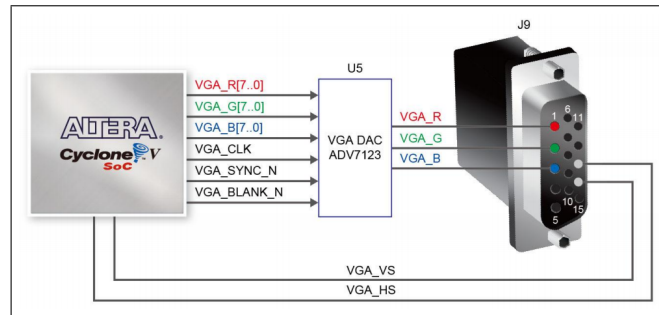 J9
U5
VGA_R[7..0]
VGA_G[7..0]
VGA_B[7..0]
VGA_CLK
VGA_SYNC_N
VGA_BLANK_N
ALTERA®
Cyclone V
SoC
VGA DAC
ADV7123
VGA_R
VGA_G
VGA_B
1
6
11
5
10
15
VGA_VS
VGA_HS